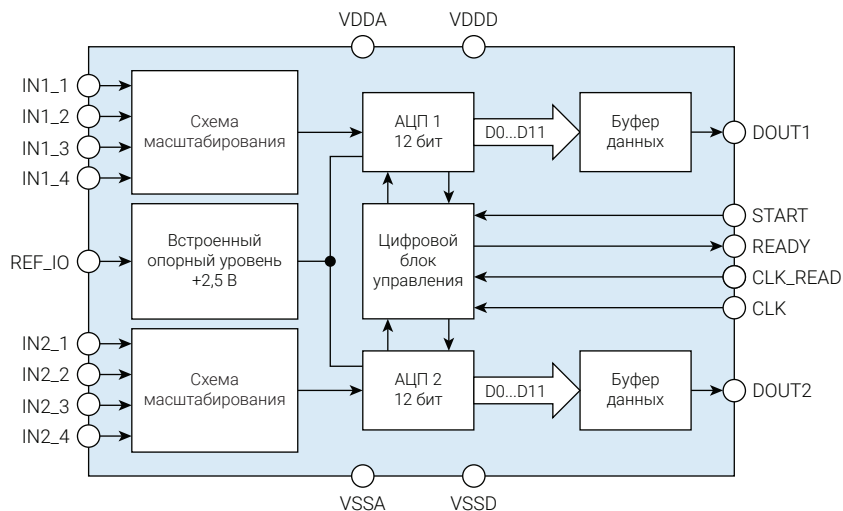 VDDA
VDDD
IN1_1
IN1_2
IN1_3
IN1_4
Схема
масштабирования
АЦП 1
12 бит
D0...D11
Буфер
данных
DOUT1
REF_IO
Встроенный
опорный уровень
+2,5 В
Цифровой
блок
управления
START
READY
CLK_READ
CLK
IN2_1
IN2_2
IN2_3
IN2_4
Схема
масштабирования
АЦП 2
12 бит
D0...D11
Буфер
данных
DOUT2
VSSA
VSSD